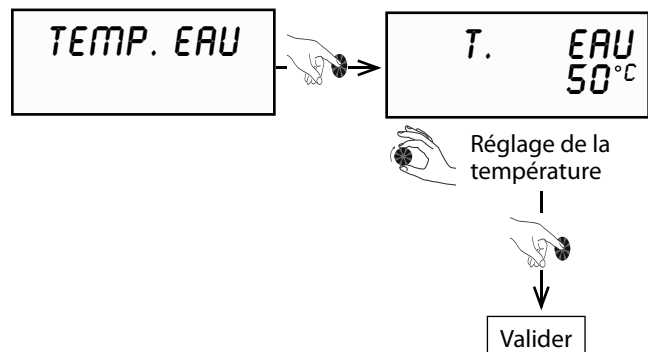 TEMP. EAU
T. EAU
50°C
Réglage de la
température
Valider